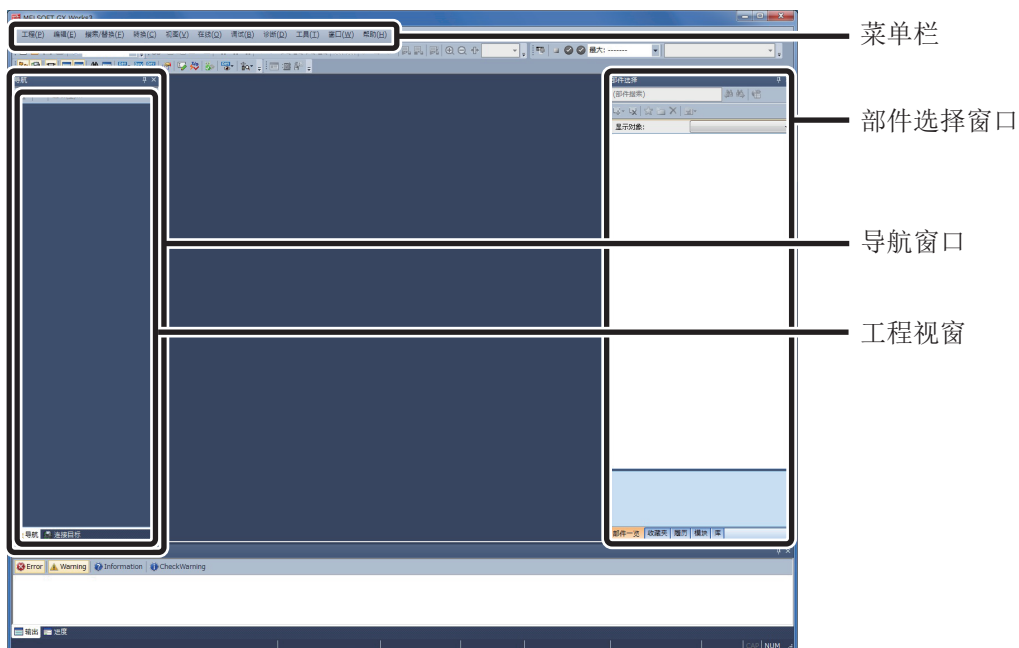 MELSOFT GX Works3
工程(P) 编辑(E) 搜索/替换(F) 转换(C) 视图(V) 在线(O) 调试(B) 诊断(D) 工具(T) 窗口(W) 帮助(H)
菜单栏
最大: -------
导航
部件选择
(部件搜索)
显示对象:
部件选择窗口
导航窗口
工程视窗
导航 连接目标
部件一览 收藏夹 履历 模块 库
Error Warning Information CheckWarning
输出 进度
CAP NUM